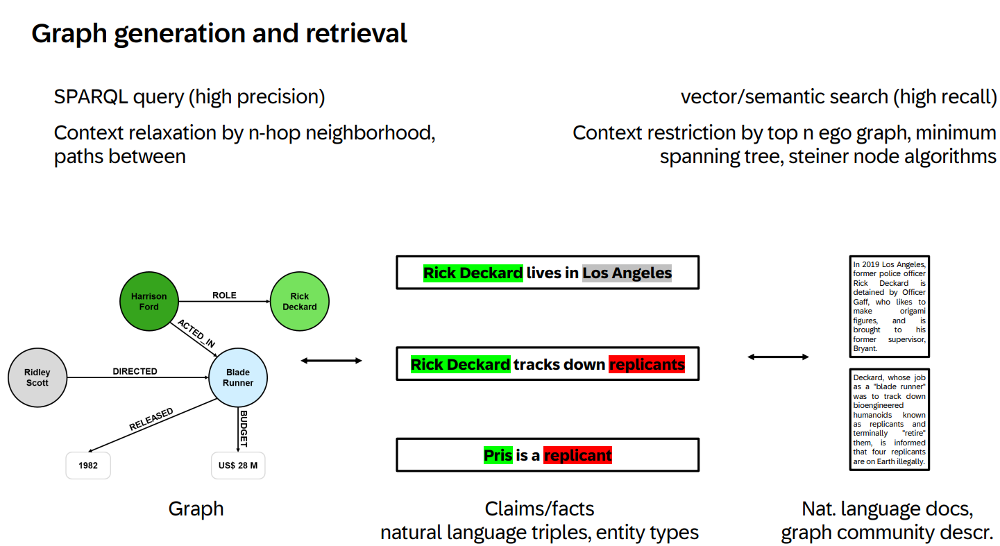 Graph generation and retrieval
SPARQL query (high precision)
Context relaxation by n-hop neighborhood,
paths between
vector/semantic search (high recall)
Context restriction by top n ego graph, minimum
spanning tree, steiner node algorithms
Harrison
Ford
ROLE
Rick
Deckard
ACTED_IN
Ridley
Scott
DIRECTED
Blade
Runner
RELEASED
BUDGET
1982
US$ 28 M
Graph
Rick Deckard lives in Los Angeles
Rick Deckard tracks down replicants
Pris is a replicant
Claims/facts
natural language triples, entity types
In 2019 Los Angeles,
former police officer
Rick Deckard is
detained by Officer
Gaff, who likes to
make origami
figures, and is
brought to his
former supervisor,
Bryant.
Deckard, whose job
as a "blade runner"
was to track down
bioengineered
humanoids known
as replicants and
terminally "retire"
them, is informed
that four replicants
are on Earth illegally.
Nat. language docs,
graph community descr.